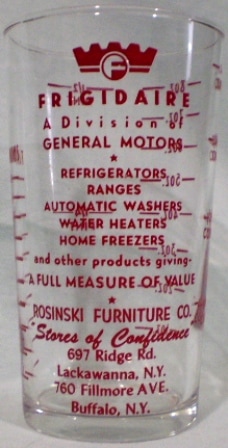 F
FRIGIDAIRE
A Division of
GENERAL MOTORS
REFRIGERATORS
RANGES
AUTOMATIC WASHERS
WATER HEATERS
HOME FREEZERS
and other products giving-
A FULL MEASURE OF VALUE
ROSINSKI FURNITURE CO.
"Stores of Confidence"
697 Ridge Rd.
Lackawanna, N.Y.
760 Fillmore AVE.
Buffalo, N.Y.